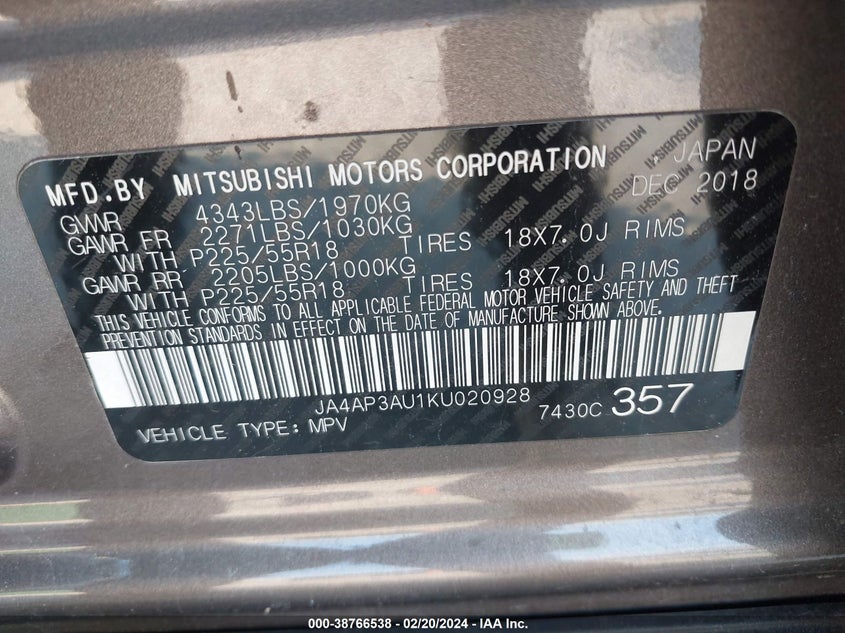 MFD.BY MITSUBISHI MOTORS CORPORATION JAPAN
GVWR 4343LBS/1970KG DEC 2018
GAWR FR 2271LBS/1030KG
WITH P225/55R18 TIRES 18X7.0J RIMS
GAWR RR 2205LBS/1000KG
WITH P225/55R18 TIRES 18X7.0J RIMS
THIS VEHICLE CONFORMS TO ALL APPLICABLE FEDERAL MOTOR VEHICLE SAFETY AND THEFT
PREVENTION STANDARDS IN EFFECT ON THE DATE OF MANUFACTURE SHOWN ABOVE.
JA4AP3AU1KU020928 7430C 357
VEHICLE TYPE: MPV
000-38766538 - 02/20/2024 - IAA Inc.